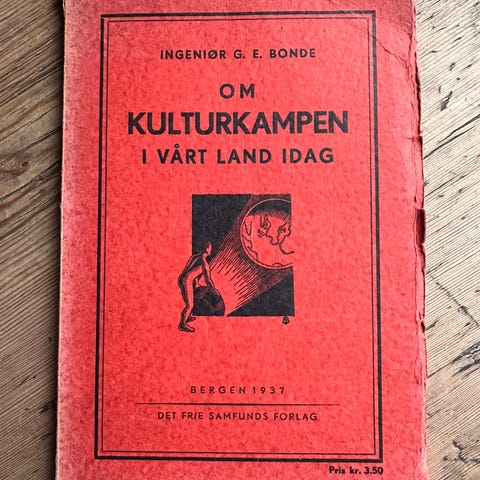 INGENIØR G. E. BONDE
OM
KULTURKAMPEN
I VÅRT LAND IDAG
BERGEN 1937
DET FRIE SAMFUNDS FORLAG
Pris kr. 3.50